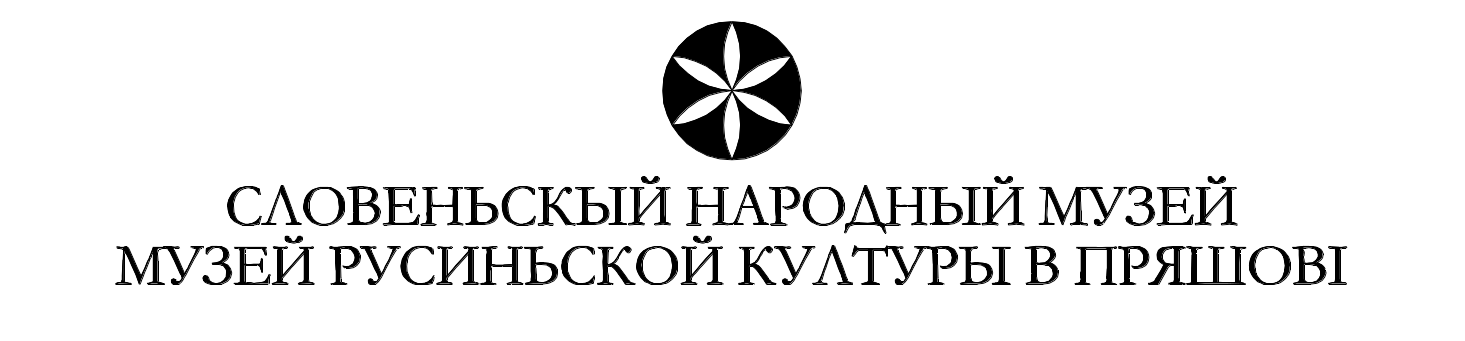 СЛОВЕНЬСКЫЙ НАРОДНЫЙ МУЗЕЙ
МУЗЕЙ РУСИНЬСКОЙ КУЛТУРЫ В ПРЯШОВІ